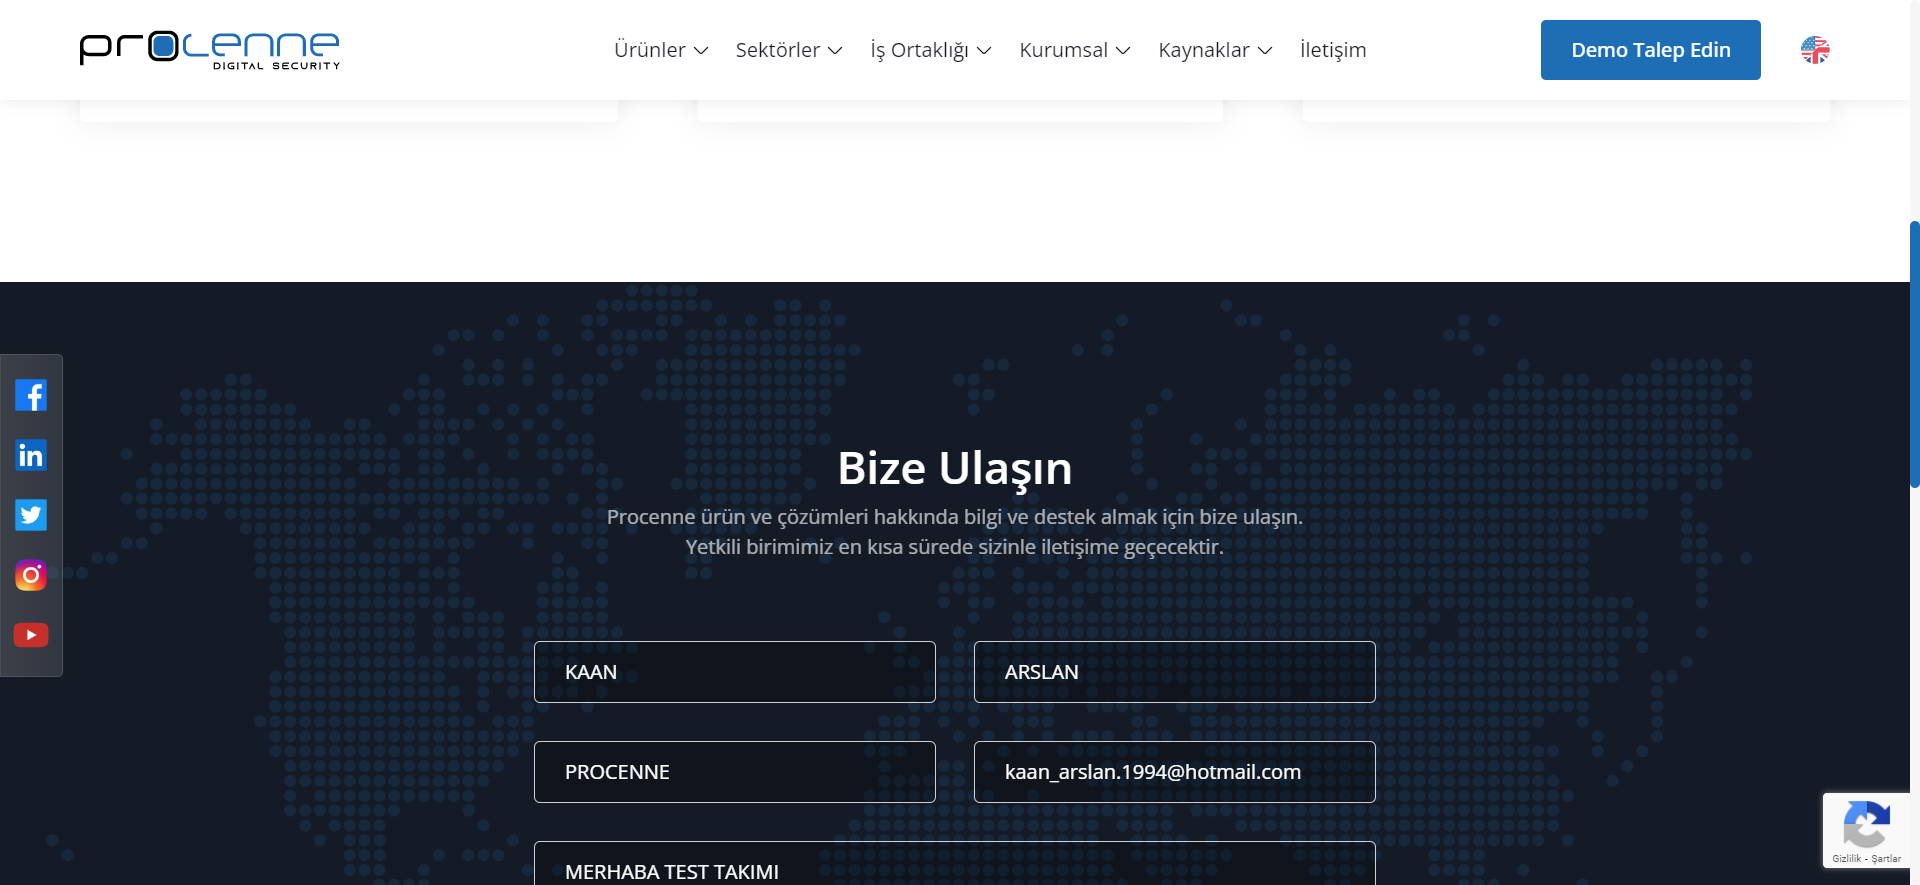 procenne
DIGITAL SECURITY
Ürünler
Sektörler
İş Ortaklığı
Kurumsal
Kaynaklar
İletişim
Demo Talep Edin
Bize Ulaşın
Procenne ürün ve çözümleri hakkında bilgi ve destek almak için bize ulaşın.
Yetkili birimimiz en kısa sürede sizinle iletişime geçecektir.
KAAN
ARSLAN
PROCENNE
kaan_arslan.1994@hotmail.com
MERHABA TEST TAKIMI
Gizlilik - Şartlar